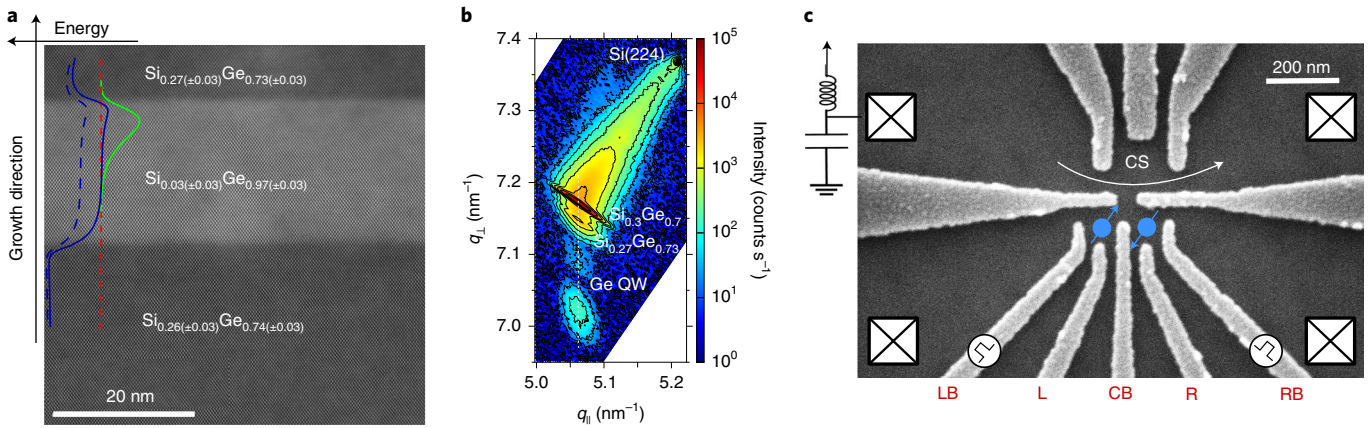 a
Energy
Growth direction
Si0.27(±0.03)Ge0.73(±0.03)
Si0.03(±0.03)Ge0.97(±0.03)
Si0.26(±0.03)Ge0.74(±0.03)
20 nm
b
7.4
7.3
7.2
7.1
7.0
q⊥ (nm−1)
5.0
5.1
5.2
q|| (nm−1)
Si(224)
Si0.3Ge0.7
Si0.27Ge0.73
Ge QW
10^5
10^4
10^3
10^2
10^1
10^0
Intensity (counts s−1)
c
200 nm
CS
LB
L
CB
R
RB